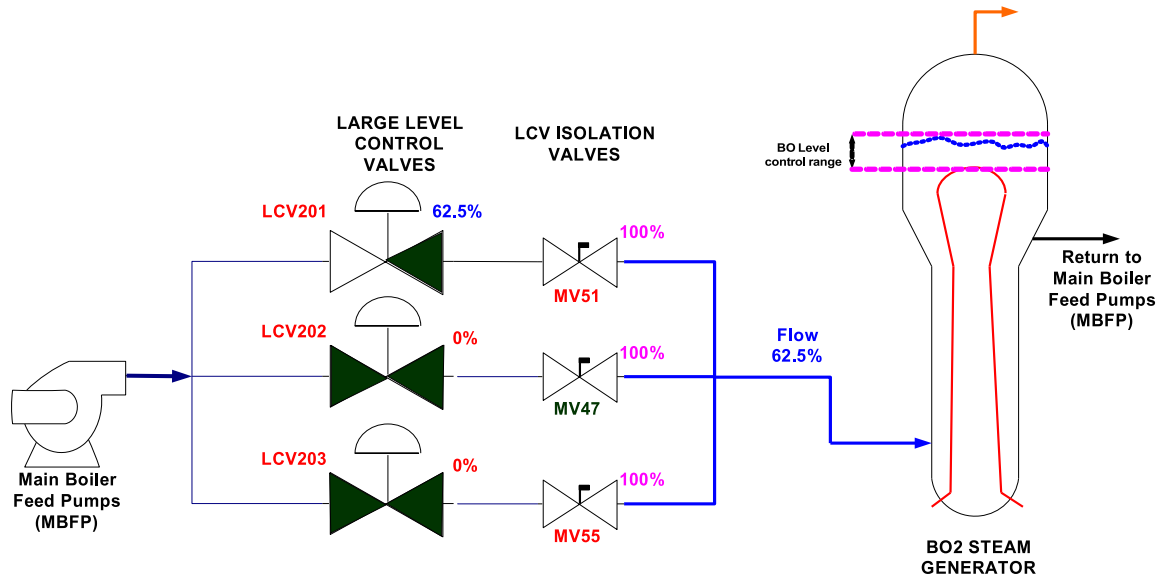 LARGE LEVEL
CONTROL
VALVES
LCV ISOLATION
VALVES
BO Level
control range
LCV201
62.5%
100%
MV51
Return to
Main Boiler
Feed Pumps
(MBFP)
LCV202
0%
100%
MV47
Flow
62.5%
LCV203
0%
100%
MV55
Main Boiler
Feed Pumps
(MBFP)
BO2 STEAM
GENERATOR